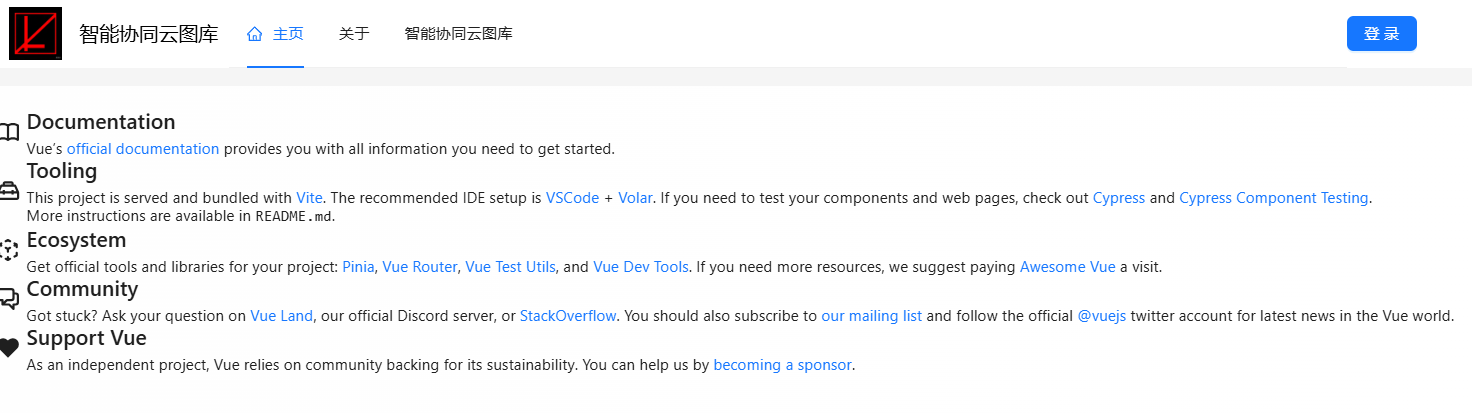 智能协同云图库 主页 关于 智能协同云图库 登 录
Documentation
Vue’s official documentation provides you with all information you need to get started.
Tooling
This project is served and bundled with Vite. The recommended IDE setup is VSCode + Volar. If you need to test your components and web pages, check out Cypress and Cypress Component Testing.
More instructions are available in README.md.
Ecosystem
Get official tools and libraries for your project: Pinia, Vue Router, Vue Test Utils, and Vue Dev Tools. If you need more resources, we suggest paying Awesome Vue a visit.
Community
Got stuck? Ask your question on Vue Land, our official Discord server, or StackOverflow. You should also subscribe to our mailing list and follow the official @vuejs twitter account for latest news in the Vue world.
Support Vue
As an independent project, Vue relies on community backing for its sustainability. You can help us by becoming a sponsor.